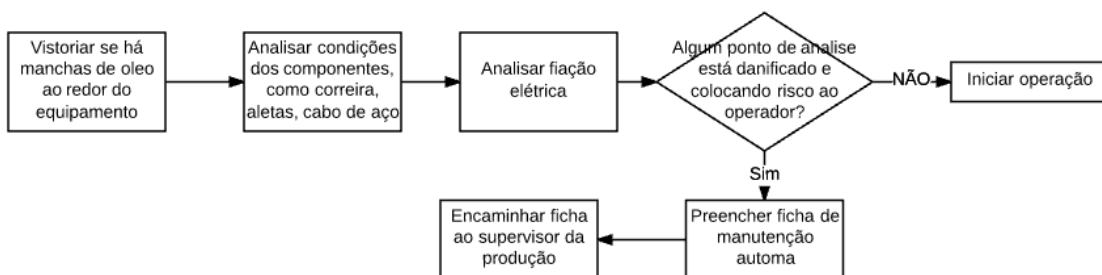 Vistoriar se há
manchas de oleo
ao redor do
equipamento
Analisar condições
dos componentes,
como correira,
aletas, cabo de aço
Analisar fiação
elétrica
Algum ponto de analise
está danificado e
colocando risco ao
operador?
NÃO
Iniciar operação
Sim
Preencher ficha de
manutenção
automa
Encaminhar ficha
ao supervisor da
produção